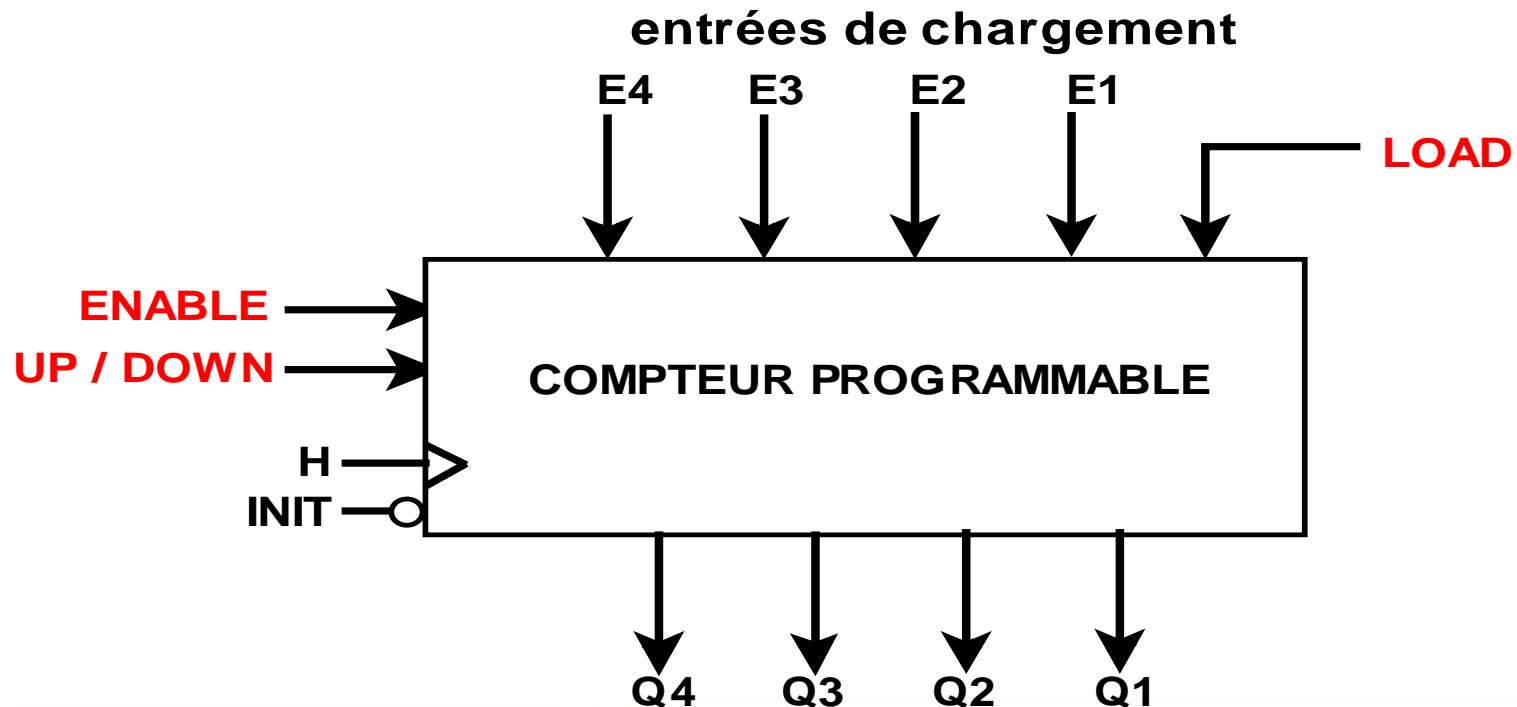 entrées de chargement
E4 E3 E2 E1
LOAD
ENABLE
UP / DOWN
COMPTEUR PROGRAMMABLE
H
INIT
Q4 Q3 Q2 Q1